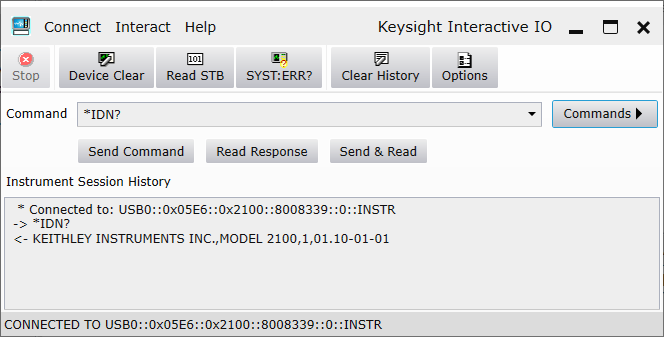 Connect Interact Help Keysight Interactive IO
Stop Device Clear 101 Read STB SYST:ERR? Clear History Options
Command *IDN? Commands
Send Command Read Response Send & Read
Instrument Session History
* Connected to: USB0::0x05E6::0x2100::8008339::0::INSTR
-> *IDN?
<- KEITHLEY INSTRUMENTS INC.,MODEL 2100,1,01.10-01-01
CONNECTED TO USB0::0x05E6::0x2100::8008339::0::INSTR